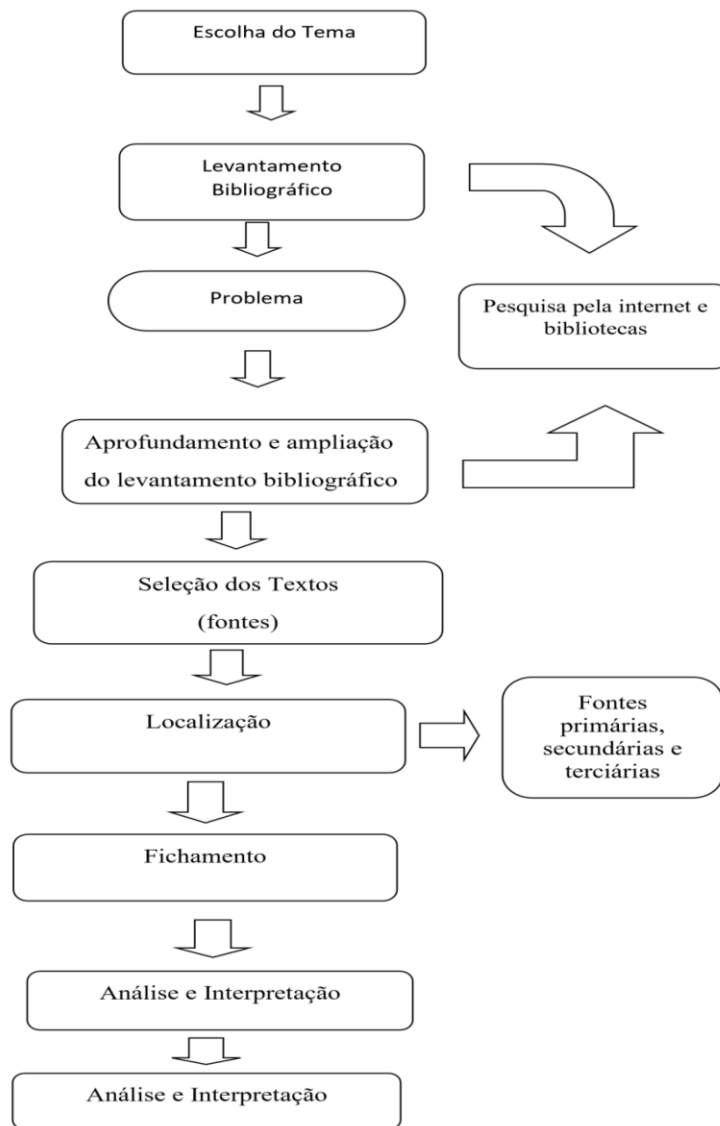 Escolha do Tema
Levantamento
Bibliográfico
Problema
Pesquisa pela internet e
bibliotecas
Aprofundamento e ampliação
do levantamento bibliográfico
Seleção dos Textos
(fontes)
Localização
Fontes
primárias,
secundárias e
terciárias
Fichamento
Análise e Interpretação
Análise e Interpretação